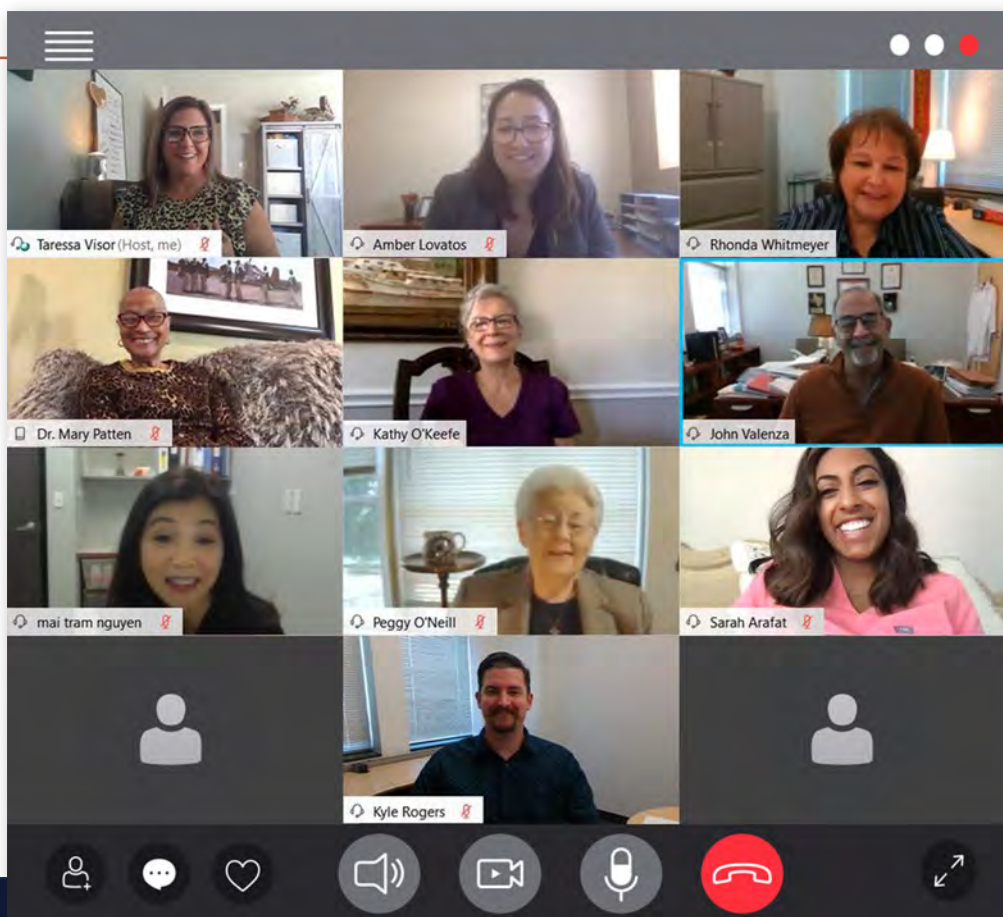 Taressa Visor (Host, me)
Amber Lovatos
Rhonda Whitmeyer
Dr. Mary Patten
Kathy O'Keefe
John Valenza
mai tram nguyen
Peggy O'Neill
Sarah Arafat
Kyle Rogers